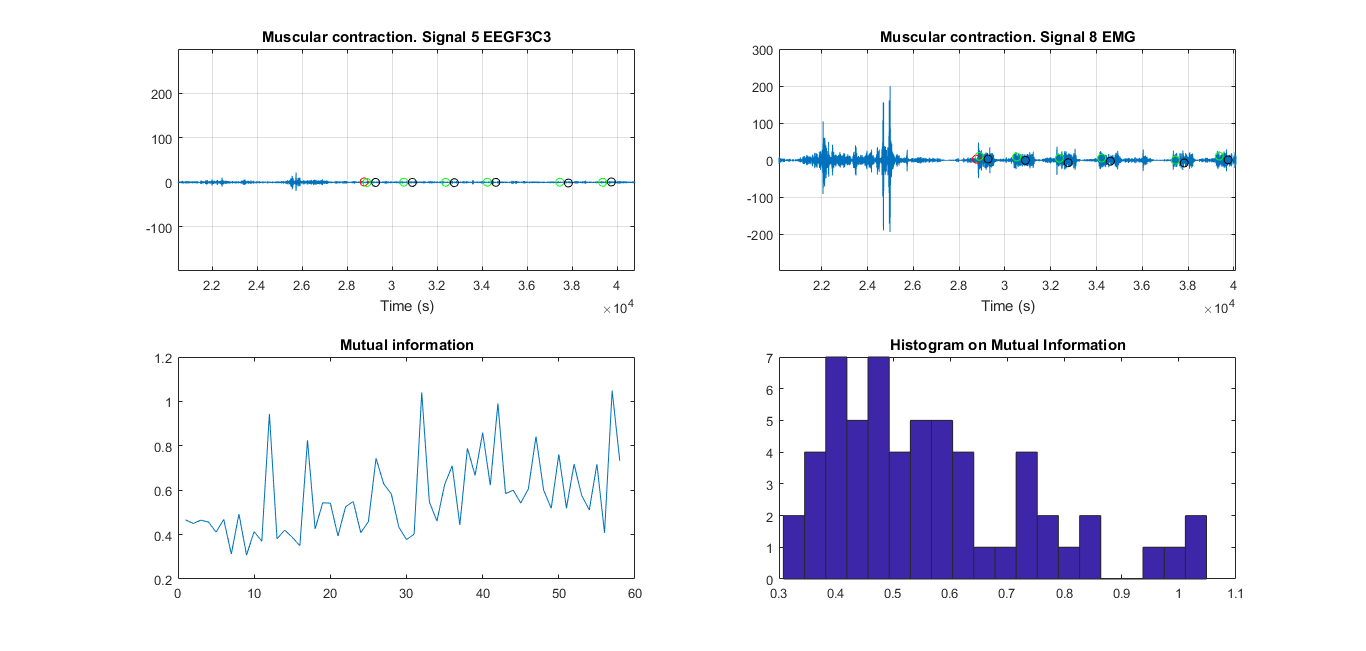 Muscular contraction. Signal 5 EEGF3C3
200
100
0
-100
2.2 2.4 2.6 2.8 3 3.2 3.4 3.6 3.8 4
Time (s)
×10^4
Muscular contraction. Signal 8 EMG
300
200
100
0
-100
-200
2.2 2.4 2.6 2.8 3 3.2 3.4 3.6 3.8 4
Time (s)
×10^4
Mutual information
1.2
1
0.8
0.6
0.4
0.2
0 10 20 30 40 50 60
Histogram on Mutual Information
7
6
5
4
3
2
1
0
0.3 0.4 0.5 0.6 0.7 0.8 0.9 1 1.1